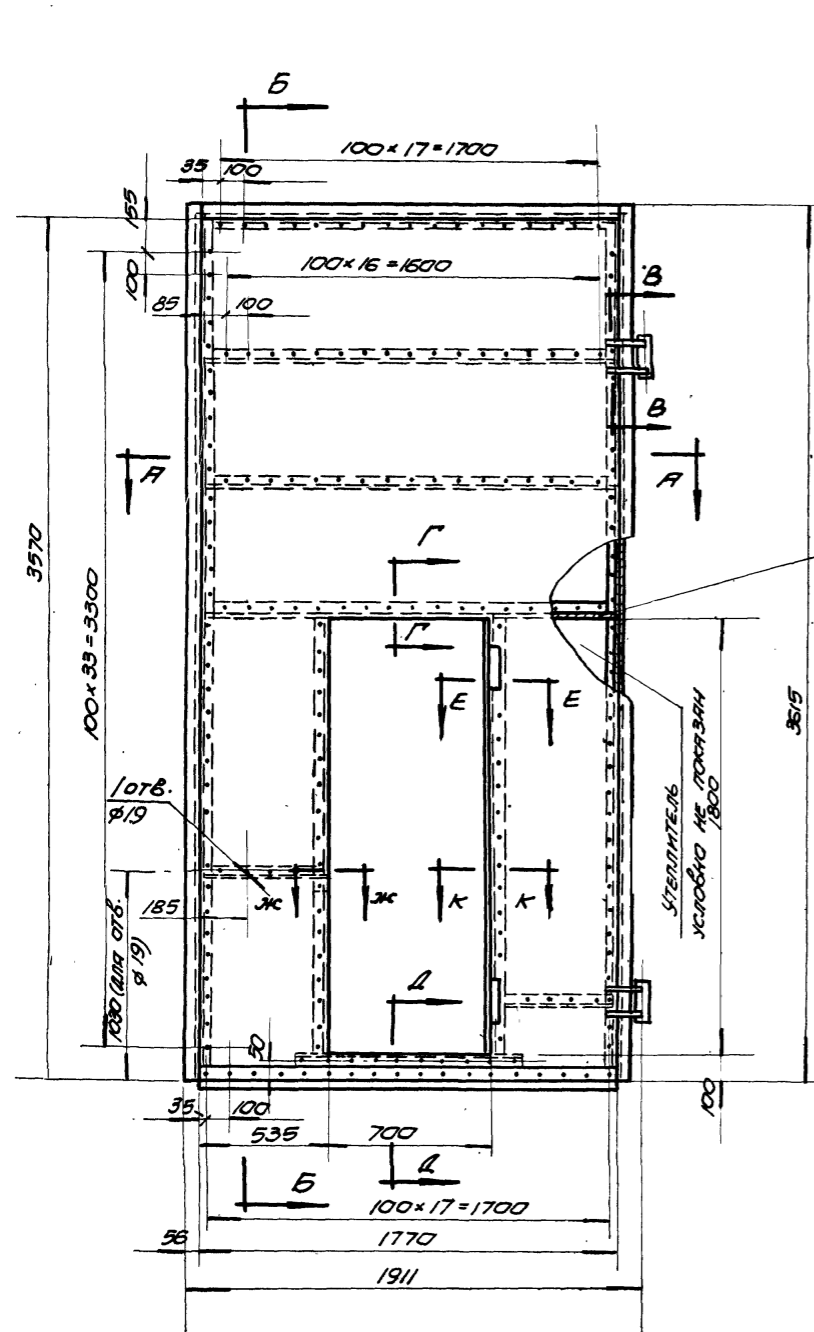 Б
100×17=1700
35
100
155
100×16=1600
100
85
100
В
В
А
А
3570
Г
100×33=3300
Г
Е
Е
3615
1 отв.
ф19
УТЕПЛИТЕЛЬ
УСЛОВНО НЕ ПОКАЗАН
1800
ж
ж
К
К
185
1030 (для отв.
ф19)
Д
50
35
100
100
535
700
Б
Д
100×17=1700
56
1770
1911